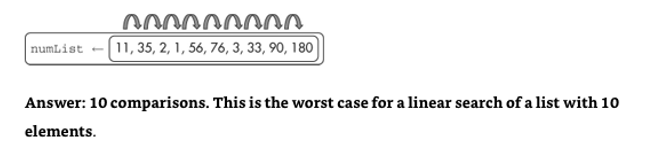 numList ← 11, 35, 2, 1, 56, 76, 3, 33, 90, 180
Answer: 10 comparisons. This is the worst case for a linear search of a list with 10
elements.